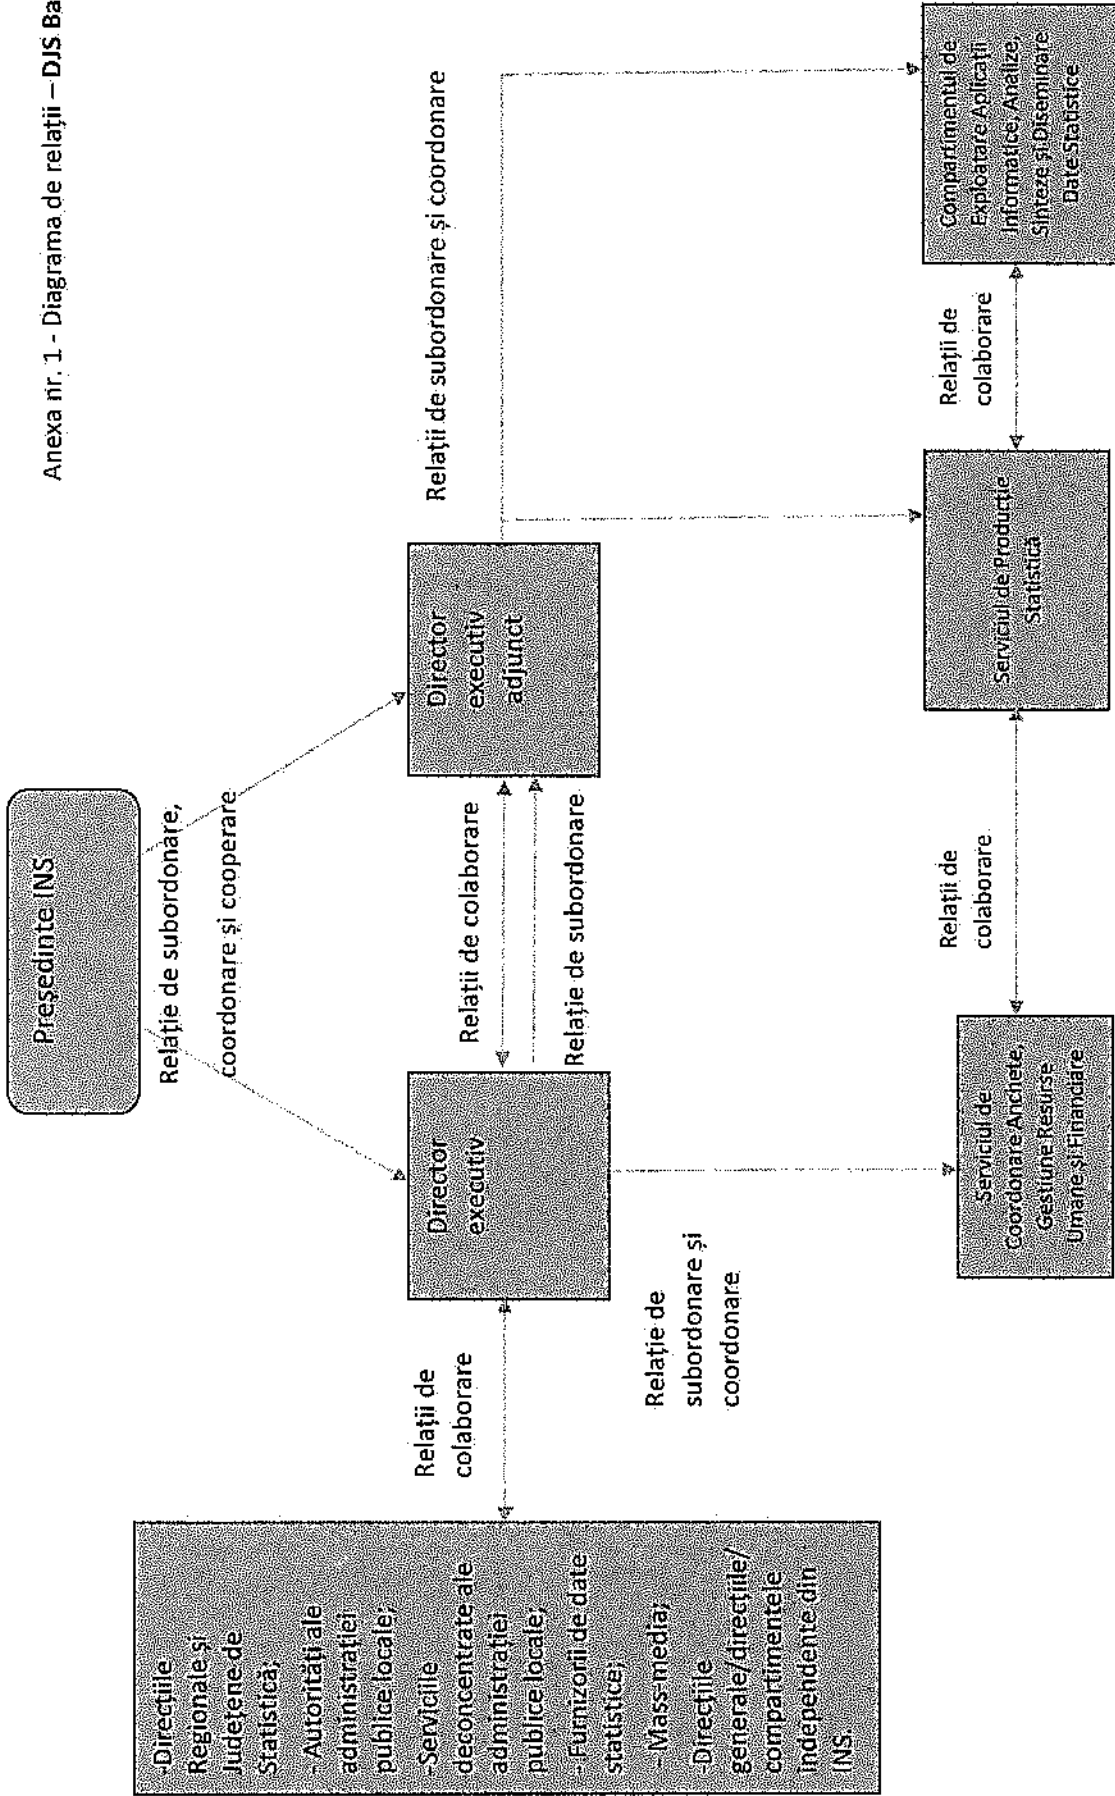 Anexa nr. 1 - Diagrama de relații – DJS Ba
Președinte INS
Relație de subordonare,
coordonare și cooperare
-Direcțiile
Regionale și
Județene de
Statistică;
- Autorități ale
administrației
publice locale;
-Serviciile
deconcentrate ale
administrației
publice locale;
- Furnizorii de date
statistice;
- Mass-media;
-Direcțiile
generale/direcțiile/
compartimentele
independente din
INS.
Relații de
colaborare
Director
executiv
Relații de colaborare
Relație de subordonare
Director
executiv
adjunct
Relații de subordonare și coordonare
Relație de
subordonare și
coordonare
Serviciul de
Coordonare Anchete,
Gestiune Resurse
Umane și Financiare
Relații de
colaborare
Serviciul de Producție
Statistică
Relații de
colaborare
Compartimentul de
Exploatare Aplicații
Informatice, Analize,
Sinteze și Diseminare
Date Statistice